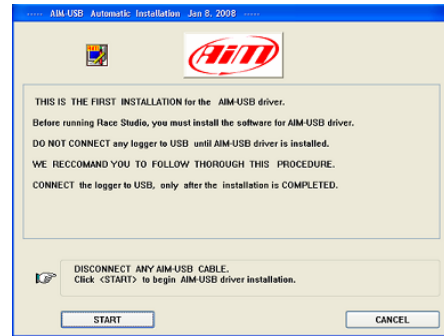 ----- AIM-USB Automatic Installation Jan 8, 2008 -----
AiM
THIS IS THE FIRST INSTALLATION for the AIM-USB driver.
Before running Race Studio, you must install the software for AIM-USB driver.
DO NOT CONNECT any logger to USB until AIM-USB driver is installed.
WE RECCOMAND YOU TO FOLLOW THOROUGH THIS PROCEDURE.
CONNECT the logger to USB, only after the installation is COMPLETED.
DISCONNECT ANY AIM-USB CABLE.
Click <START> to begin AIM-USB driver installation.
START
CANCEL